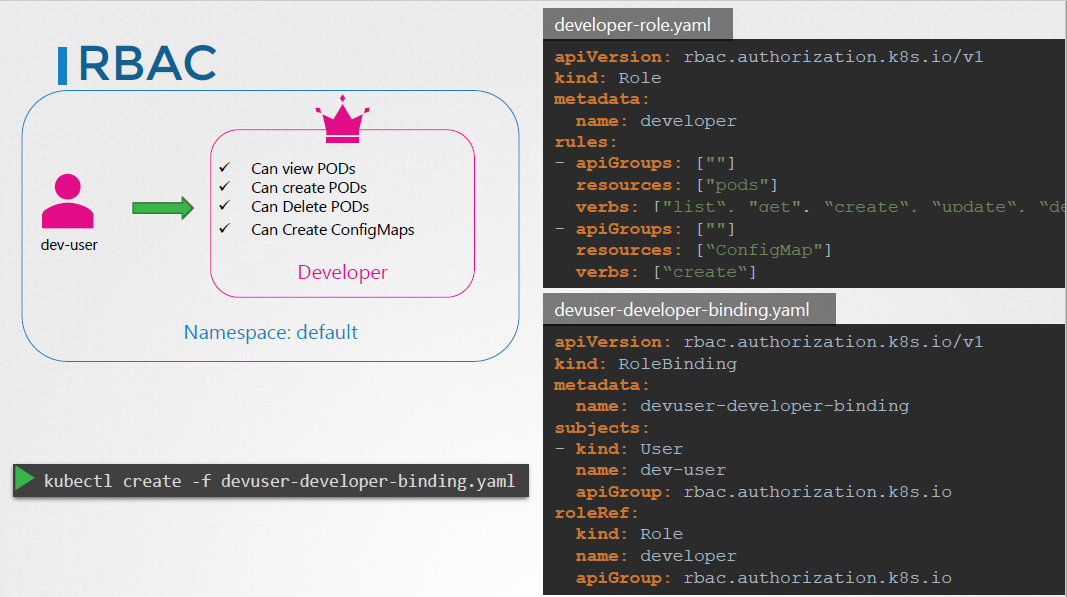 RBAC
dev-user
✓ Can view PODs
✓ Can create PODs
✓ Can Delete PODs
✓ Can Create ConfigMaps
Developer
Namespace: default
kubectl create -f devuser-developer-binding.yaml
developer-role.yaml
apiVersion: rbac.authorization.k8s.io/v1
kind: Role
metadata:
  name: developer
rules:
- apiGroups: [""]
  resources: ["pods"]
  verbs: ["list“, "get", “create“, “update“, “de
- apiGroups: [""]
  resources: [“ConfigMap"]
  verbs: [“create“]
devuser-developer-binding.yaml
apiVersion: rbac.authorization.k8s.io/v1
kind: RoleBinding
metadata:
  name: devuser-developer-binding
subjects:
- kind: User
  name: dev-user
  apiGroup: rbac.authorization.k8s.io
roleRef:
  kind: Role
  name: developer
  apiGroup: rbac.authorization.k8s.io